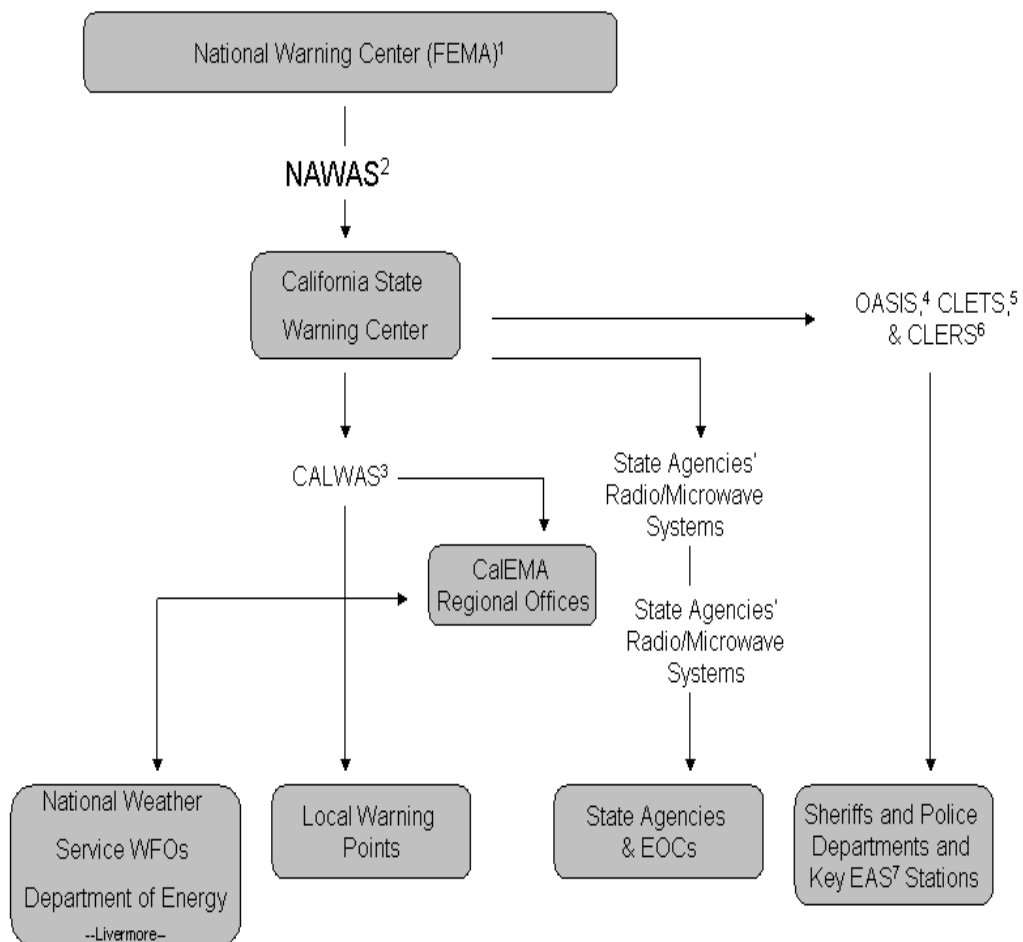 National Warning Center (FEMA)¹
NAWAS²
California State
Warning Center
OASIS,⁴ CLETS,⁵
& CLERS⁶
CALWAS³
State Agencies'
Radio/Microwave
Systems
CalEMA
Regional Offices
State Agencies'
Radio/Microwave
Systems
National Weather
Service WFOs
Department of Energy
--Livermore--
Local Warning
Points
State Agencies
& EOCs
Sheriffs and Police
Departments and
Key EAS⁷ Stations